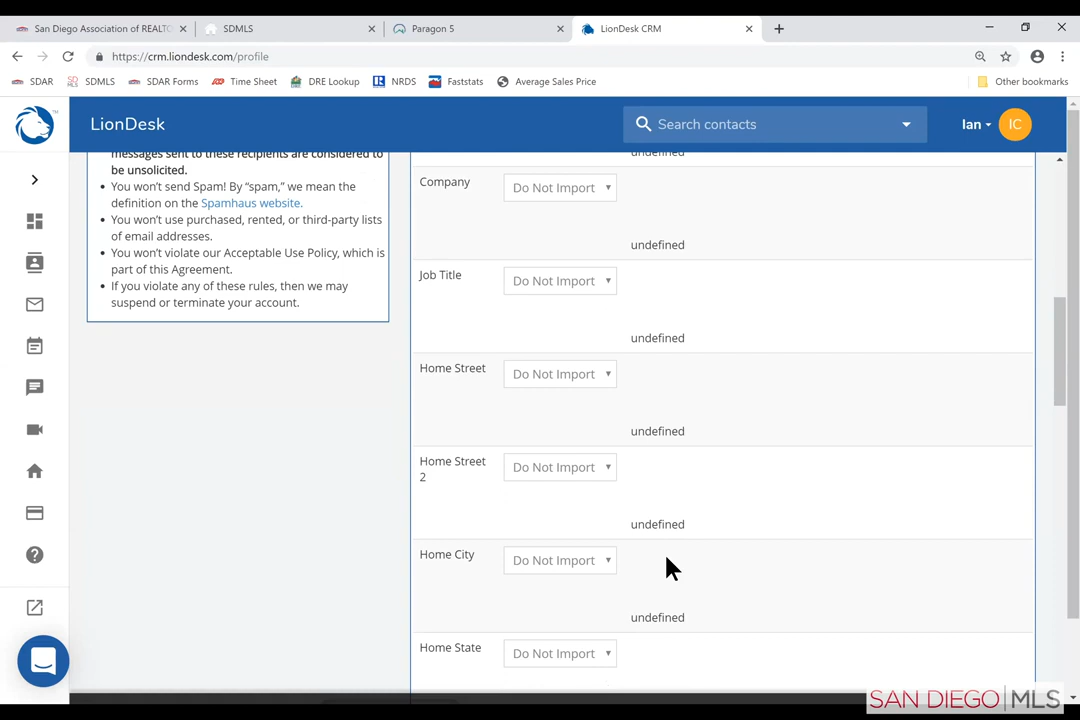 San Diego Association of REALTO
SDMLS
Paragon 5
LionDesk CRM
https://crm.liondesk.com/profile
SDAR
SDMLS
SDAR Forms
Time Sheet
DRE Lookup
NRDS
Faststats
Average Sales Price
Other bookmarks
LionDesk
Search contacts
Ian
IC
messages sent to these recipients are considered to
be unsolicited.
• You won't send Spam! By “spam,” we mean the
definition on the Spamhaus website.
• You won't use purchased, rented, or third-party lists
of email addresses.
• You won't violate our Acceptable Use Policy, which is
part of this Agreement.
• If you violate any of these rules, then we may
suspend or terminate your account.
undefined
Company
Do Not Import
undefined
Job Title
Do Not Import
undefined
Home Street
Do Not Import
undefined
Home Street
2
Do Not Import
undefined
Home City
Do Not Import
undefined
Home State
Do Not Import
SAN DIEGO | MLS